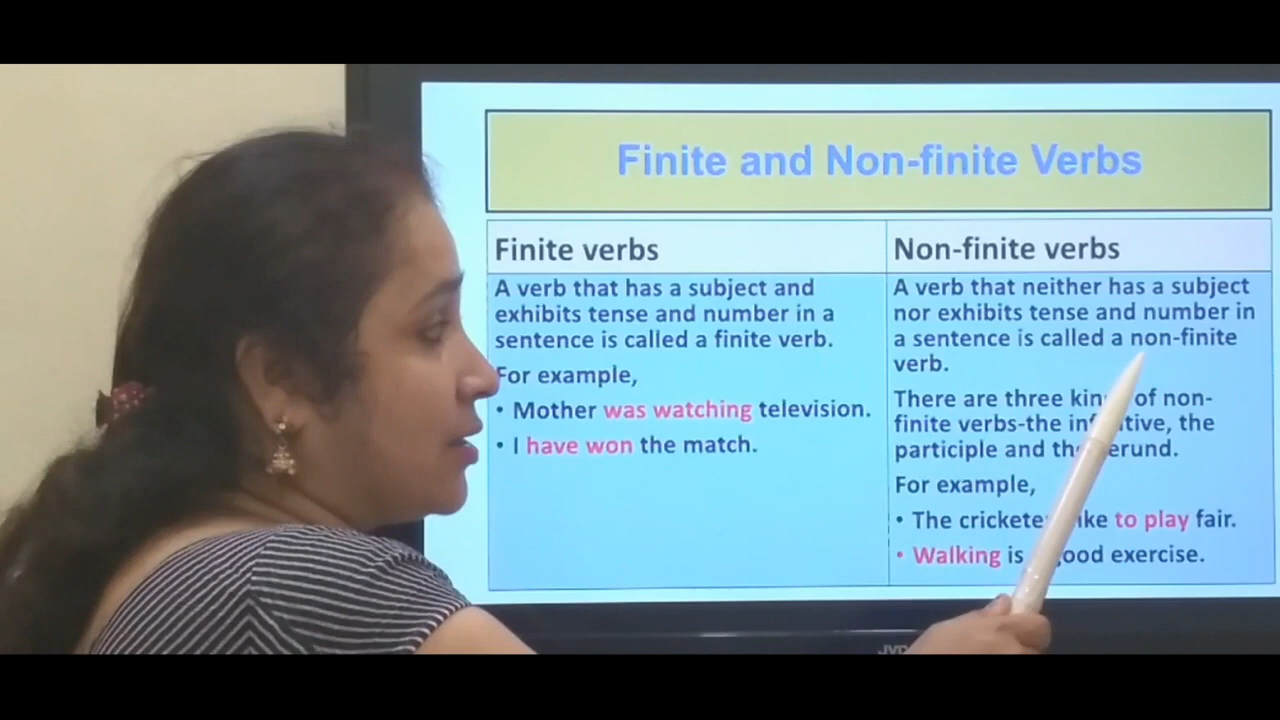 Finite and Non-finite Verbs
Finite verbs
A verb that has a subject and
exhibits tense and number in a
sentence is called a finite verb.
For example,
• Mother was watching television.
• I have won the match.
Non-finite verbs
A verb that neither has a subject
nor exhibits tense and number in
a sentence is called a non-finite
verb.
There are three of non-
finite verbs-the the
participle and
For example,
• The to play fair.
• Walking is exercise.
JVC